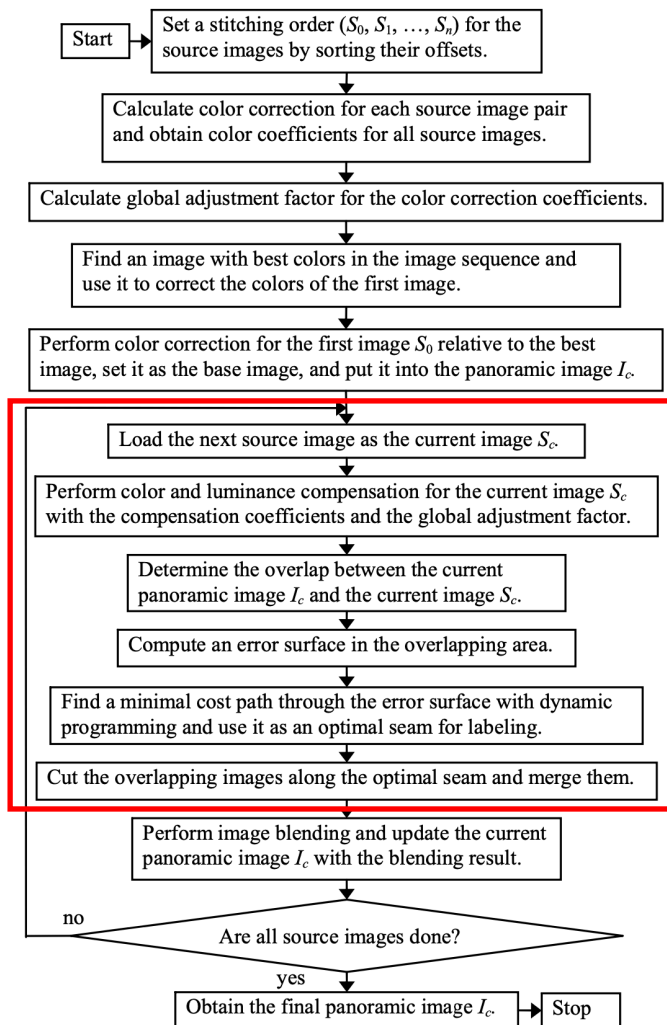 Start
Set a stitching order (S0, S1, …, Sn) for the
source images by sorting their offsets.
Calculate color correction for each source image pair
and obtain color coefficients for all source images.
Calculate global adjustment factor for the color correction coefficients.
Find an image with best colors in the image sequence and
use it to correct the colors of the first image.
Perform color correction for the first image S0 relative to the best
image, set it as the base image, and put it into the panoramic image Ic.
Load the next source image as the current image Sc.
Perform color and luminance compensation for the current image Sc
with the compensation coefficients and the global adjustment factor.
Determine the overlap between the current
panoramic image Ic and the current image Sc.
Compute an error surface in the overlapping area.
Find a minimal cost path through the error surface with dynamic
programming and use it as an optimal seam for labeling.
Cut the overlapping images along the optimal seam and merge them.
Perform image blending and update the current
panoramic image Ic with the blending result.
no
Are all source images done?
yes
Obtain the final panoramic image Ic.
Stop